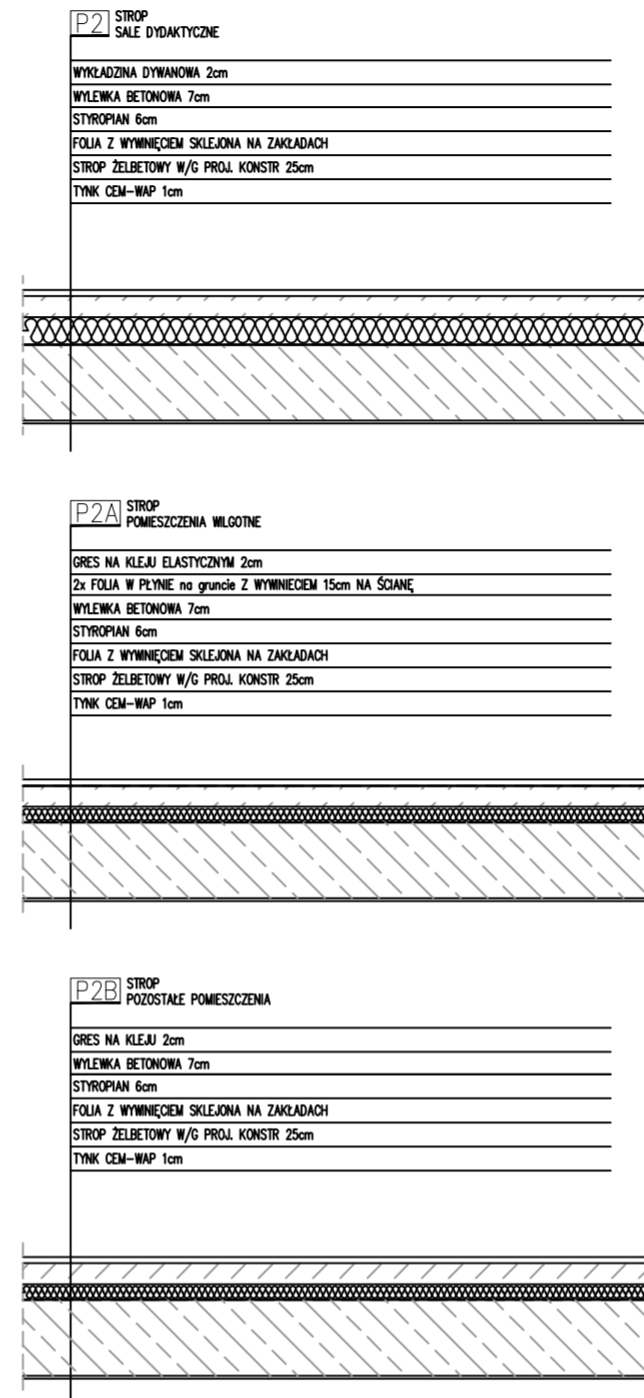 P2 STROP
SALE DYDAKTYCZNE
WYKŁADZINA DYWANOWA 2cm
WYLEWKA BETONOWA 7cm
STYROPIAN 6cm
FOLIA Z WYWINIĘCIEM SKLEJONA NA ZAKŁADACH
STROP ŻELBETOWY W/G PROJ. KONSTR 25cm
TYNK CEM-WAP 1cm
P2A STROP
POMIESZCZENIA WILGOTNE
GRES NA KLEJU ELASTYCZNYM 2cm
2x FOLIA W PŁYNIE na gruncie Z WYWINIECIEM 15cm NA ŚCIANĘ
WYLEWKA BETONOWA 7cm
STYROPIAN 6cm
FOLIA Z WYWINIĘCIEM SKLEJONA NA ZAKŁADACH
STROP ŻELBETOWY W/G PROJ. KONSTR 25cm
TYNK CEM-WAP 1cm
P2B STROP
POZOSTAŁE POMIESZCZENIA
GRES NA KLEJU 2cm
WYLEWKA BETONOWA 7cm
STYROPIAN 6cm
FOLIA Z WYWINIĘCIEM SKLEJONA NA ZAKŁADACH
STROP ŻELBETOWY W/G PROJ. KONSTR 25cm
TYNK CEM-WAP 1cm